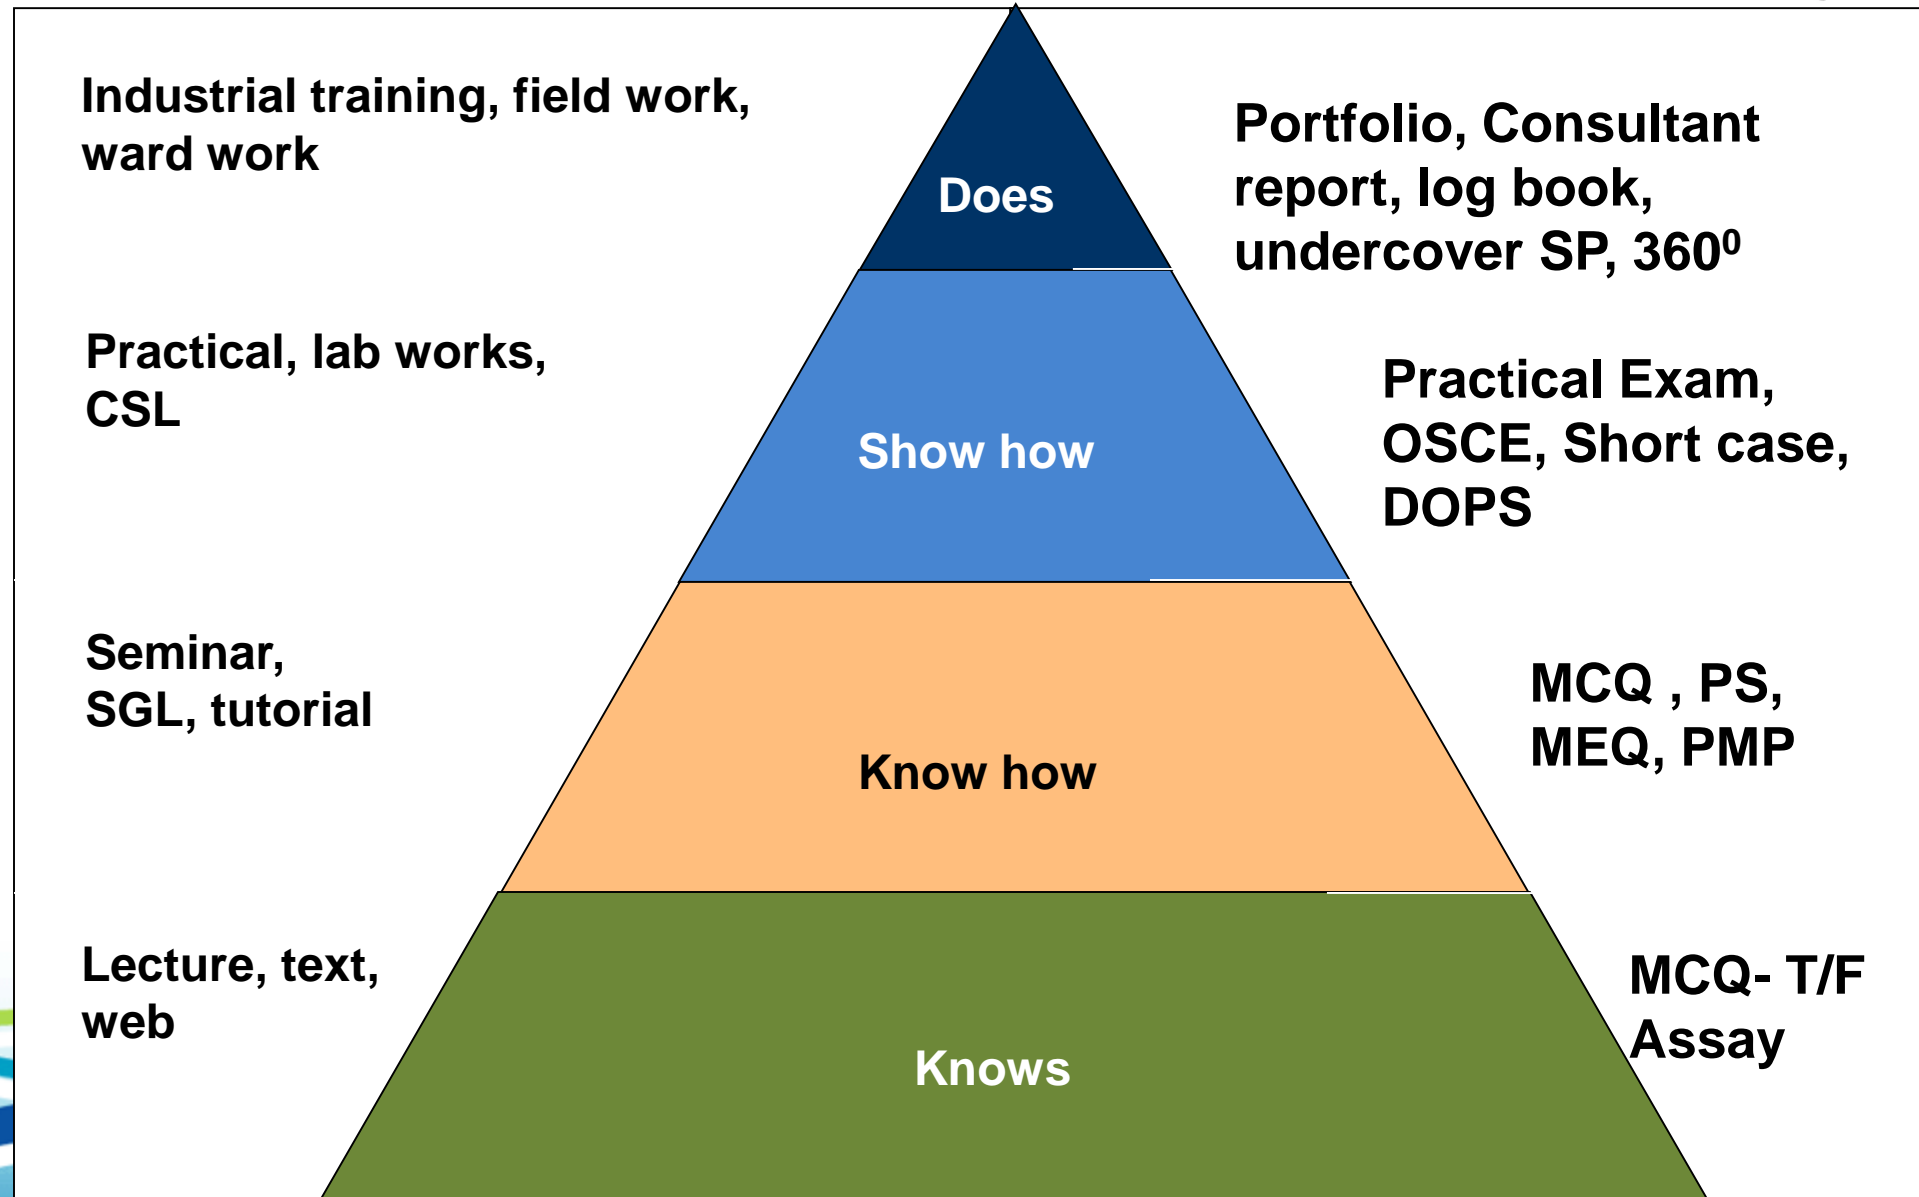 Industrial training, field work,
ward work
Does
Portfolio, Consultant
report, log book,
undercover SP, 360⁰
Practical, lab works,
CSL
Show how
Practical Exam,
OSCE, Short case,
DOPS
Seminar,
SGL, tutorial
Know how
MCQ , PS,
MEQ, PMP
Lecture, text,
web
Knows
MCQ- T/F
Assay